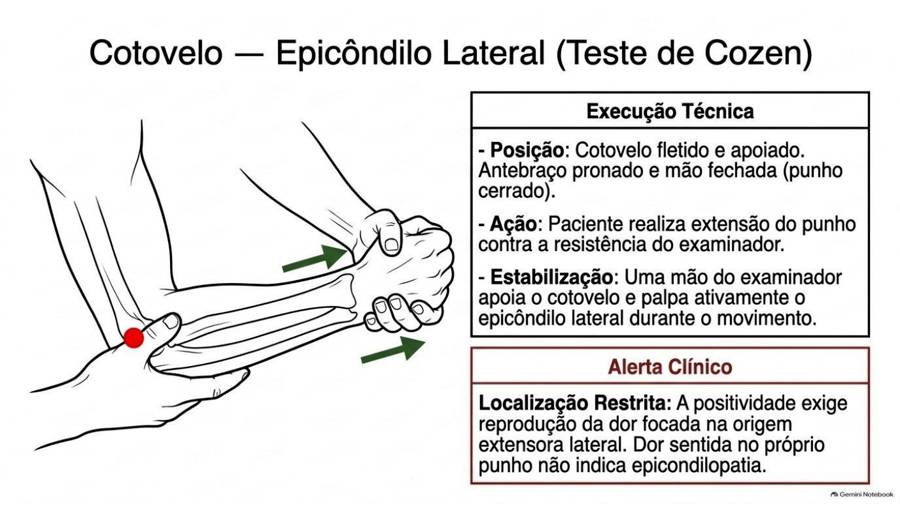 Cotovelo — Epicôndilo Lateral (Teste de Cozen)
Execução Técnica
- Posição: Cotovelo fletido e apoiado.
Antebraço pronado e mão fechada (punho
cerrado).
- Ação: Paciente realiza extensão do punho
contra a resistência do examinador.
- Estabilização: Uma mão do examinador
apoia o cotovelo e palpa ativamente o
epicôndilo lateral durante o movimento.
Alerta Clínico
Localização Restrita: A positividade exige
reprodução da dor focada na origem
extensora lateral. Dor sentida no próprio
punho não indica epicondilopatia.
Gemini Notebook